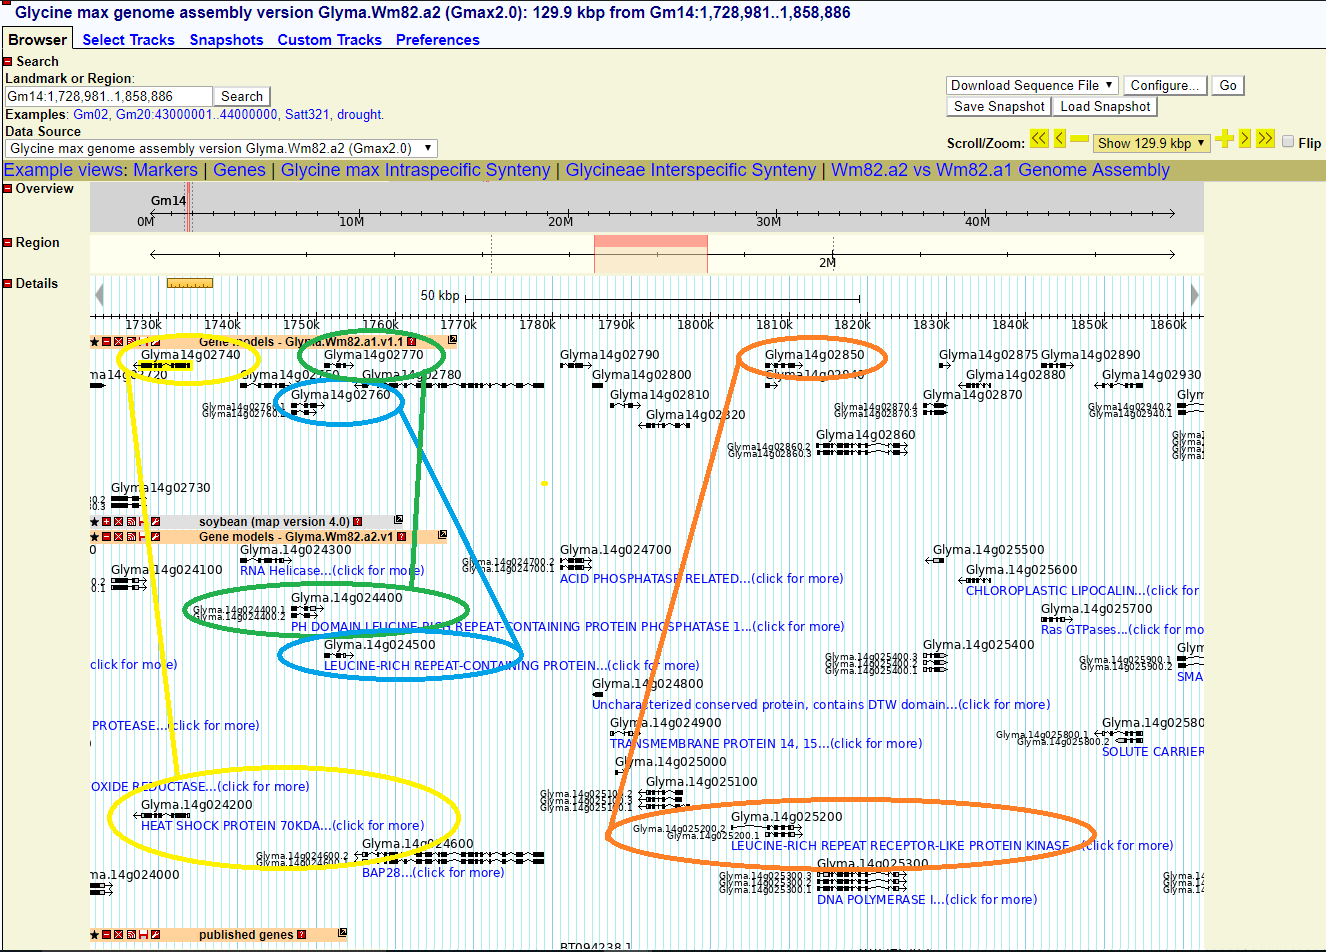 Glycine max genome assembly version Glyma.Wm82.a2 (Gmax2.0): 129.9 kbp from Gm14:1,728,981..1,858,886
Browser Select Tracks Snapshots Custom Tracks Preferences
Search
Landmark or Region:
Gm14:1,728,981..1,858,886 Search
Examples: Gm02, Gm20:43000001..44000000, Satt321, drought.
Data Source
Glycine max genome assembly version Glyma.Wm82.a2 (Gmax2.0)
Download Sequence File Configure... Go
Save Snapshot Load Snapshot
Scroll/Zoom: Show 129.9 kbp Flip
Example views: Markers | Genes | Glycine max Intraspecific Synteny | Glycineae Interspecific Synteny | Wm82.a2 vs Wm82.a1 Genome Assembly
Overview
Gm14
0M 10M 20M 30M 40M
Region
2M
Details
50 kbp
1730k 1740k 1750k 1760k 1770k 1780k 1790k 1800k 1810k 1820k 1830k 1840k 1850k 1860k
Gene models - Glyma.Wm82.a1.v1.1
Glyma14g02740 Glyma14g02770 Glyma14g02790 Glyma14g02850 Glyma14g02875 Glyma14g02890
Glyma14g02800 Glyma14g02880 Glyma14g02930
Glyma14g02760 Glyma14g02810 Glyma14g02870 Glym
Glyma14g02870.4 Glyma14g02940.2
Glyma14g02870.3 Glyma14g02940.1
Glyma14g02860
Glyma14g02860.2
Glyma14g02860.3
Glyma14g02730
soybean (map version 4.0)
Gene models - Glyma.Wm82.a2.v1
Glyma.14g024300 Glyma.14g024700 Glyma.14g025500
Glyma.14g024700.2
Glyma.14g024700.1
Glyma.14g024100 RNA Helicase...(click for more) Glyma.14g025600
ACID PHOSPHATASE RELATED...(click for more)
CHLOROPLASTIC LIPOCALIN...(click for
Glyma.14g024400 Glyma.14g025700
Glyma.14g024400.1
Glyma.14g024400.2
PH DOMAIN LEUCINE-RICH REPEAT-CONTAINING PROTEIN PHOSPHATASE 1...(click for more) Ras GTPases...(click fo
Glyma.14g024500 Glyma.14g025400 Glym
Glyma.14g025400.3 Glyma.14g025900.1
Glyma.14g025400.2 Glyma.14g025900.2
Glyma.14g025400.1
click for more) LEUCINE-RICH REPEAT-CONTAINING PROTEIN...(click for more) SMA
Glyma.14g024800
Uncharacterized conserved protein, contains DTW domain...(click for more)
PROTEASE...(click for more) Glyma.14g024900 Glyma.14g02580
Glyma.14g025800.1
Glyma.14g025800.2
TRANSMEMBRANE PROTEIN 14, 15...(click for more) SOLUTE CARRIER
Glyma.14g025000
OXIDE REDUCTASE...(click for more) Glyma.14g025100
Glyma.14g024200
HEAT SHOCK PROTEIN 70KDA...(click for more) Glyma.14g025200
Glyma.14g025200.2
Glyma.14g025200.1
Glyma.14g024600 LEUCINE-RICH REPEAT RECEPTOR-LIKE PROTEIN KINASE (click for more)
Glyma.14g024600.2
Glyma.14g025300
BAP28...(click for more)
Glyma.14g025300.3
Glyma.14g025300.2
Glyma.14g025300.1
DNA POLYMERASE I...(click for more)
published genes
BT094238.1